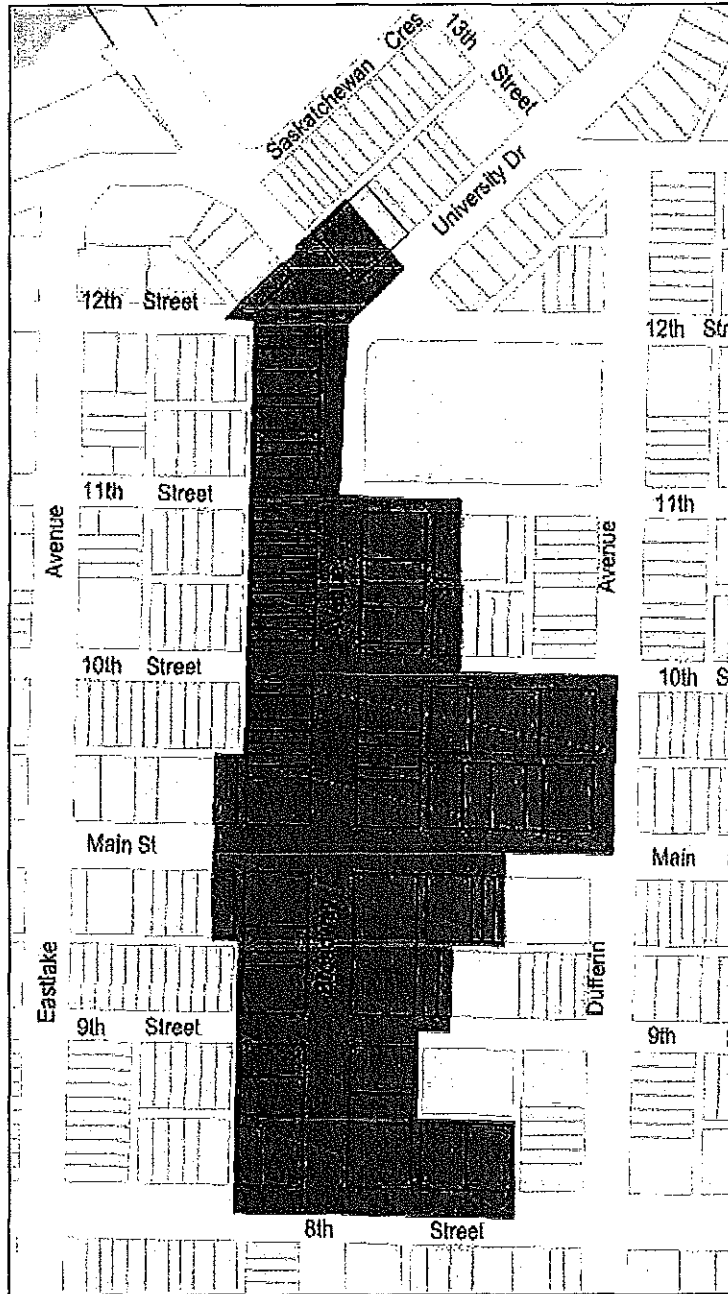 Saskatchewan Cres
13th Street
University Dr
12th Street
12th Str
11th Street
11th
Avenue
Avenue
10th Street
10th S
Main St
Main
Eastlake
Dufferin
9th Street
9th
8th Street